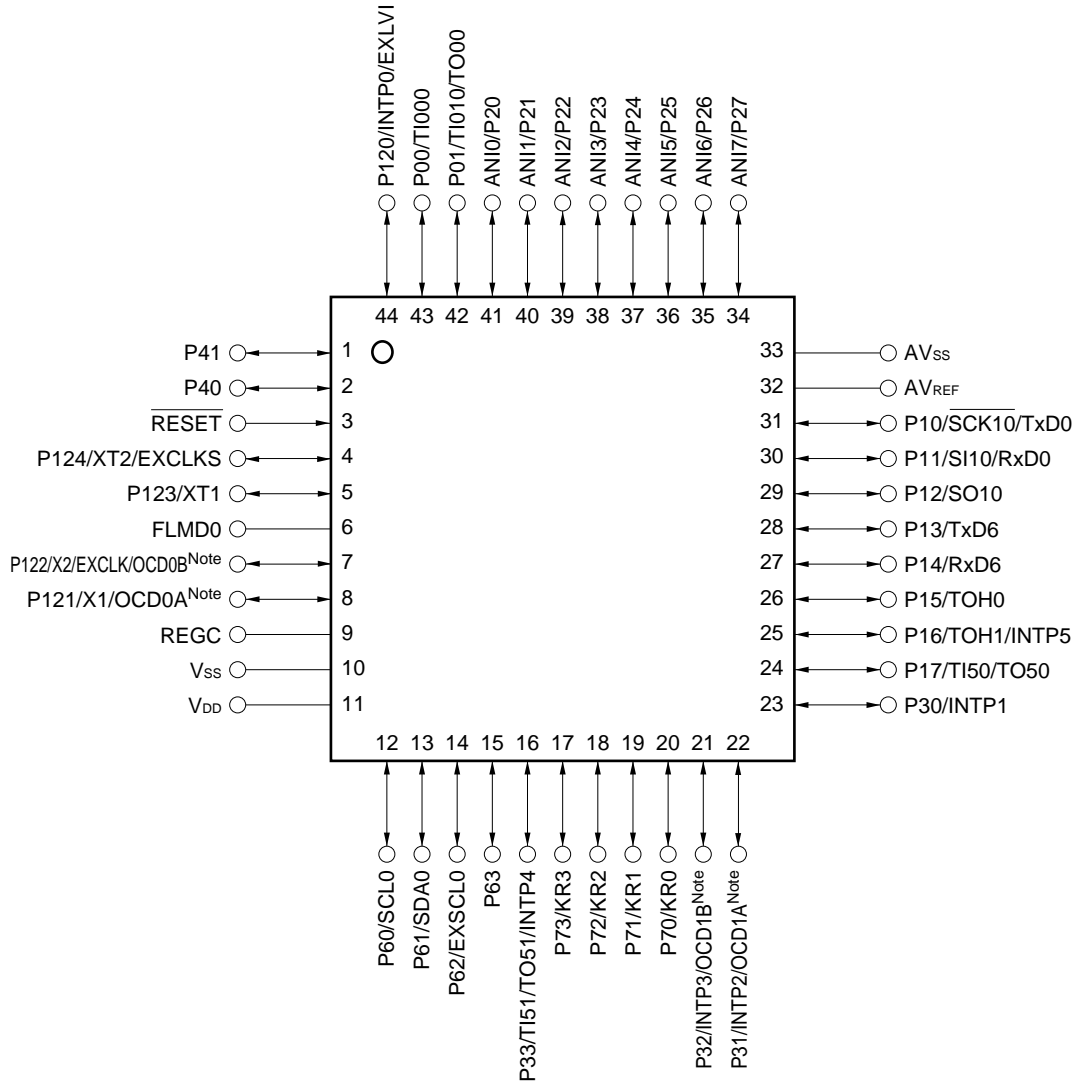 P120/INTP0/EXLVI
P00/TI000
P01/TI010/TO00
ANI0/P20
ANI1/P21
ANI2/P22
ANI3/P23
ANI4/P24
ANI5/P25
ANI6/P26
ANI7/P27
44 43 42 41 40 39 38 37 36 35 34
P41 1
P40 2
RESET 3
P124/XT2/EXCLKS 4
P123/XT1 5
FLMD0 6
P122/X2/EXCLK/OCD0BNote 7
P121/X1/OCD0ANote 8
REGC 9
VSS 10
VDD 11
33 AVSS
32 AVREF
31 P10/SCK10/TxD0
30 P11/SI10/RxD0
29 P12/SO10
28 P13/TxD6
27 P14/RxD6
26 P15/TOH0
25 P16/TOH1/INTP5
24 P17/TI50/TO50
23 P30/INTP1
12 13 14 15 16 17 18 19 20 21 22
P60/SCL0
P61/SDA0
P62/EXSCL0
P63
P33/TI51/TO51/INTP4
P73/KR3
P72/KR2
P71/KR1
P70/KR0
P32/INTP3/OCD1BNote
P31/INTP2/OCD1ANote